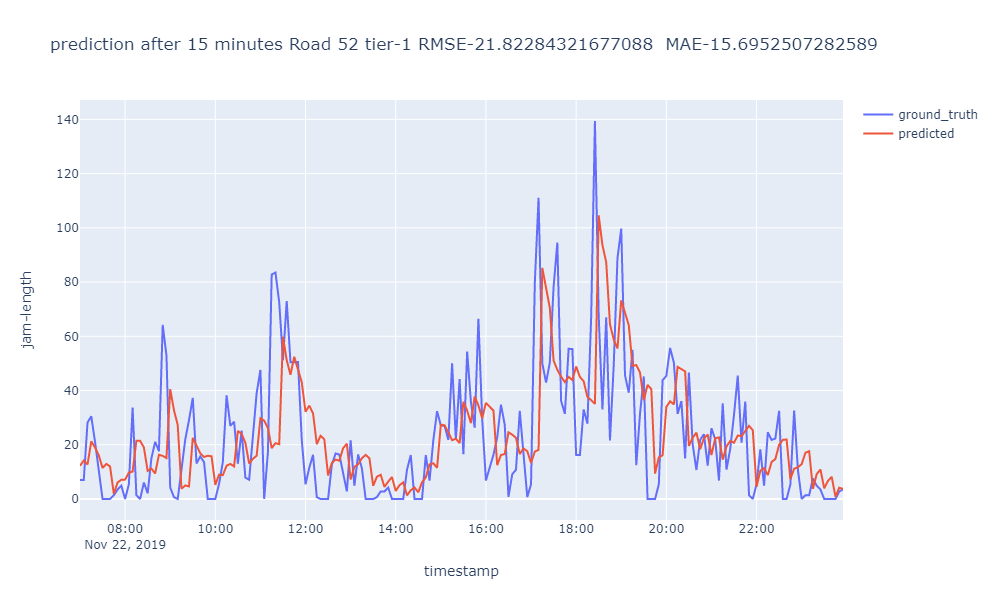 prediction after 15 minutes Road 52 tier-1 RMSE-21.82284321677088  MAE-15.6952507282589
ground_truth
predicted
140
120
100
80
60
40
20
0
jam-length
08:00 10:00 12:00 14:00 16:00 18:00 20:00 22:00
Nov 22, 2019
timestamp